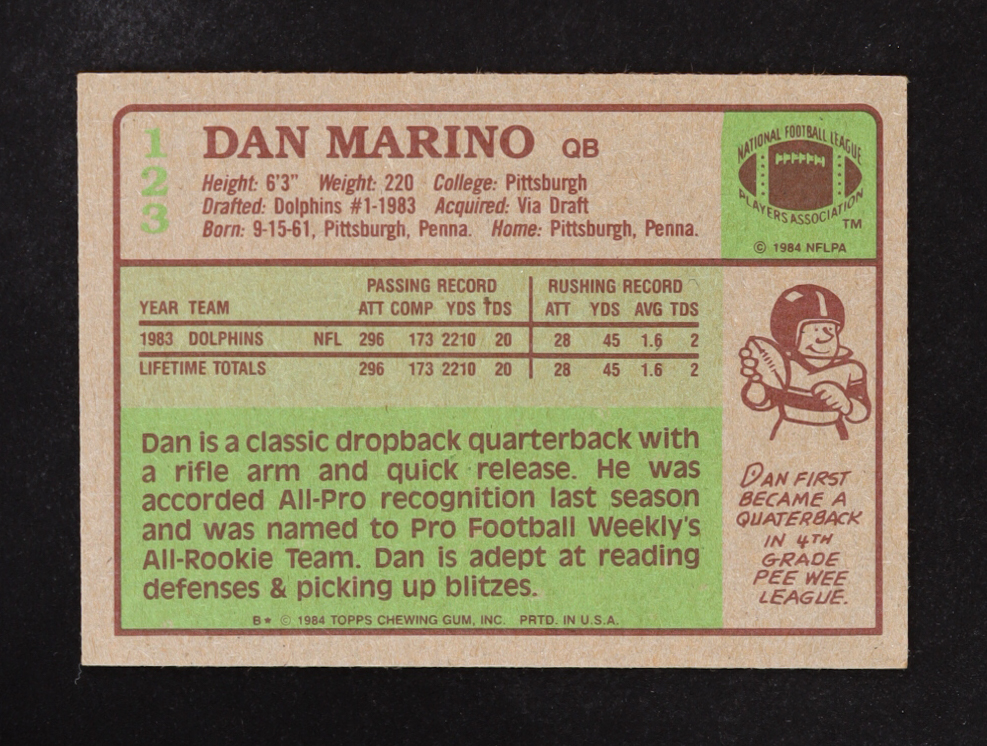 1
2
3
DAN MARINO QB
Height: 6'3" Weight: 220 College: Pittsburgh
Drafted: Dolphins #1-1983 Acquired: Via Draft
Born: 9-15-61, Pittsburgh, Penna. Home: Pittsburgh, Penna.
NATIONAL FOOTBALL LEAGUE
PLAYERS ASSOCIATION
TM
© 1984 NFLPA
PASSING RECORD RUSHING RECORD
YEAR TEAM ATT COMP YDS TDS ATT YDS AVG TDS
1983 DOLPHINS NFL 296 173 2210 20 28 45 1.6 2
LIFETIME TOTALS 296 173 2210 20 28 45 1.6 2
Dan is a classic dropback quarterback with
a rifle arm and quick release. He was
accorded All-Pro recognition last season
and was named to Pro Football Weekly's
All-Rookie Team. Dan is adept at reading
defenses & picking up blitzes.
B* © 1984 TOPPS CHEWING GUM, INC. PRTD. IN U.S.A.
DAN FIRST
BECAME A
QUATERBACK
IN 4TH
GRADE
PEE WEE
LEAGUE.